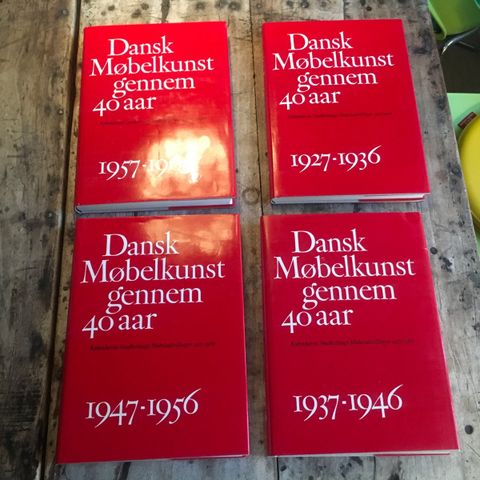 Dansk
Møbelkunst
gennem
40 aar
1957-19
Dansk
Møbelkunst
gennem
40 aar
1927-1936
Dansk
Møbelkunst
gennem
40 aar
1947-1956
Dansk
Møbelkunst
gennem
40 aar
1937-1946